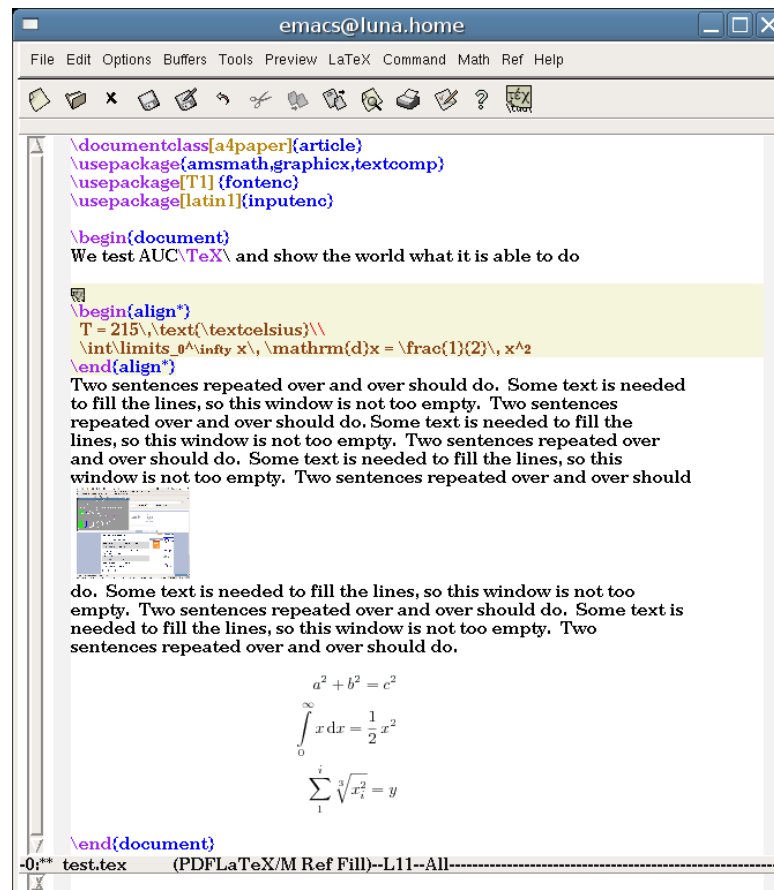 emacs@luna.home
File Edit Options Buffers Tools Preview LaTeX Command Math Ref Help
\documentclass[a4paper]{article}
\usepackage{amsmath,graphicx,textcomp}
\usepackage[T1]{fontenc}
\usepackage[latin1]{inputenc}
\begin{document}
We test AUC\TeX\ and show the world what it is able to do
\begin{align*}
T = 215\,\text{\textcelsius}\\
\int\limits_0^\infty x\, \mathrm{d}x = \frac{1}{2}\, x^2
\end{align*}
Two sentences repeated over and over should do. Some text is needed
to fill the lines, so this window is not too empty. Two sentences
repeated over and over should do. Some text is needed to fill the
lines, so this window is not too empty. Two sentences repeated over
and over should do. Some text is needed to fill the lines, so this
window is not too empty. Two sentences repeated over and over should
do. Some text is needed to fill the lines, so this window is not too
empty. Two sentences repeated over and over should do. Some text is
needed to fill the lines, so this window is not too empty. Two
sentences repeated over and over should do.
a² + b² = c²
∫₀^∞ x dx = 1/2 x²
∑₁^i ∛(x_i²) = y
\end{document}
-0:** test.tex (PDFLaTeX/M Ref Fill)--L11--All----------------------------------------